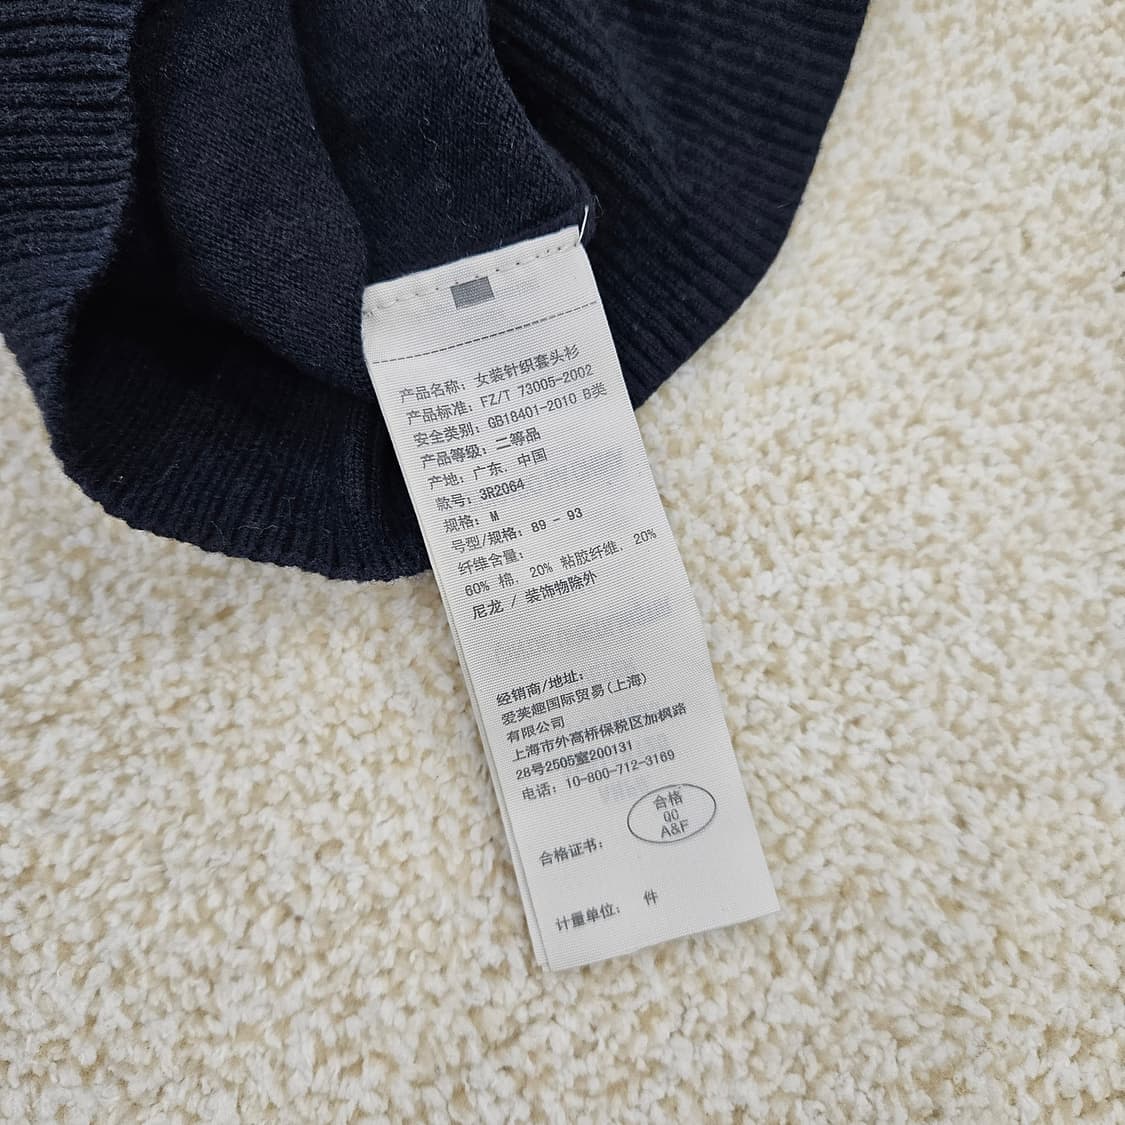 产品名称: 女装针织套头衫
产品标准: FZ/T 73005-2002
安全类别: GB18401-2010 B类
产品等级: 二等品
产地: 广东, 中国
款号: 3R2064
规格: M
号型/规格: 89 - 93
纤维含量:
60% 棉, 20% 粘胶纤维, 20%
尼龙 / 装饰物除外
经销商/地址:
爱芙趣国际贸易(上海)
有限公司
上海市外高桥保税区加枫路
28号2505室200131
电话: 10-800-712-3169
合格
00
A&F
合格证书:
计量单位: 件